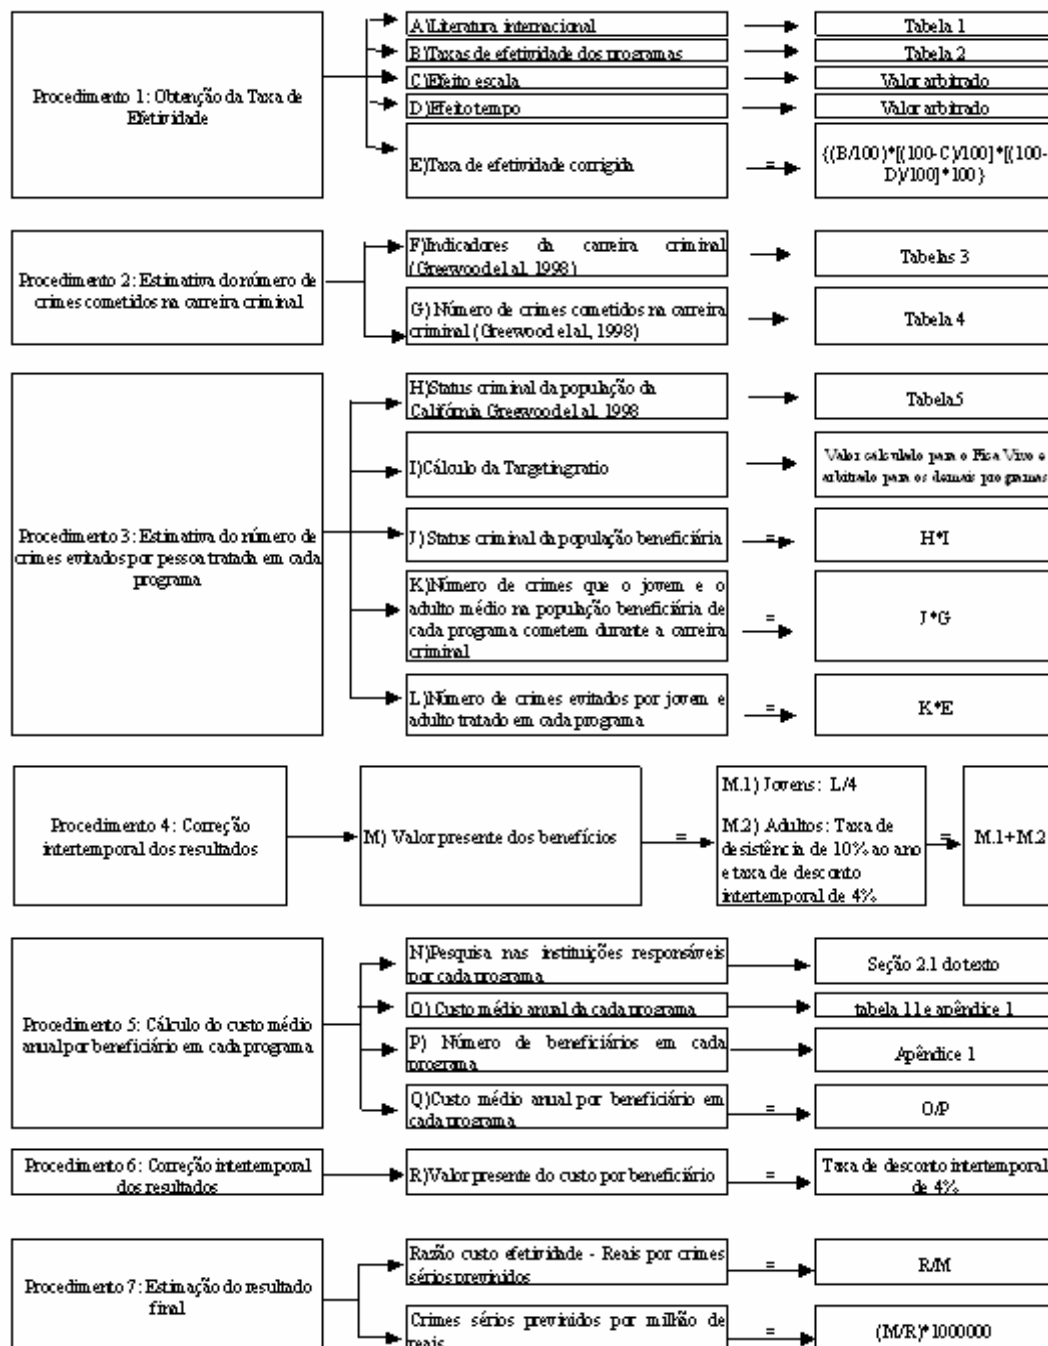 Procedimento 1: Obtenção da Taxa de
Efetividade
A)Literatura internacional
Tabela 1
B)Taxas de efetividade dos programas
Tabela 2
C)Efeito escala
Valor arbitrado
D)Efeito tempo
Valor arbitrado
E)Taxa de efetividade corrigida
=
{(B/100)*[(100-C)/100]*[(100-
D)/100]*100}
Procedimento 2: Estimativa do número de
crimes cometidos na carreira criminal
F)Indicadores da carreira criminal
(Greewood el al, 1998)
Tabelas 3
G) Número de crimes cometidos na carreira
criminal (Greewood el al, 1998)
Tabela 4
Procedimento 3: Estimativa do número de
crimes evitados por pessoa tratada em cada
programa
H)Status criminal da população da
Califórnia Greewood el al, 1998
Tabela5
I)Cálculo da Targetingratio
Valor calculado para o Fica Vivo e
arbitrado para os demais programas
J) Status criminal da população beneficiária
=
H*I
K)Número de crimes que o jovem e o
adulto médio na população beneficiária de
cada programa cometem durante a carreira
criminal
=
J*G
L)Número de crimes evitados por jovem e
adulto tratado em cada programa
=
K*E
Procedimento 4: Correção
intertemporal dos resultados
M) Valor presente dos benefícios
=
M.1) Jovens: L/4
M.2) Adultos: Taxa de
desistência de 10% ao ano
e taxa de desconto
intertemporal de 4%
=
M.1+M.2
Procedimento 5: Cálculo do custo médio
anual por beneficiário em cada programa
N)Pesquisa nas instituições responsáveis
por cada programa
Seção 2.1 do texto
O) Custo médio anual da cada programa
tabela 11 e apêndice 1
P) Número de beneficiários em cada
programa
Apêndice 1
Q)Custo médio anual por beneficiário em
cada programa
=
O/P
Procedimento 6: Correção intertemporal
dos resultados
R)Valor presente do custo por beneficiário
=
Taxa de desconto intertemporal
de 4%
Procedimento 7: Estimação do resultado
final
Razão custo efetividade - Reais por crimes
sérios previnidos
=
R/M
Crimes sérios previnidos por milhão de
reais
=
(M/R)*1000000